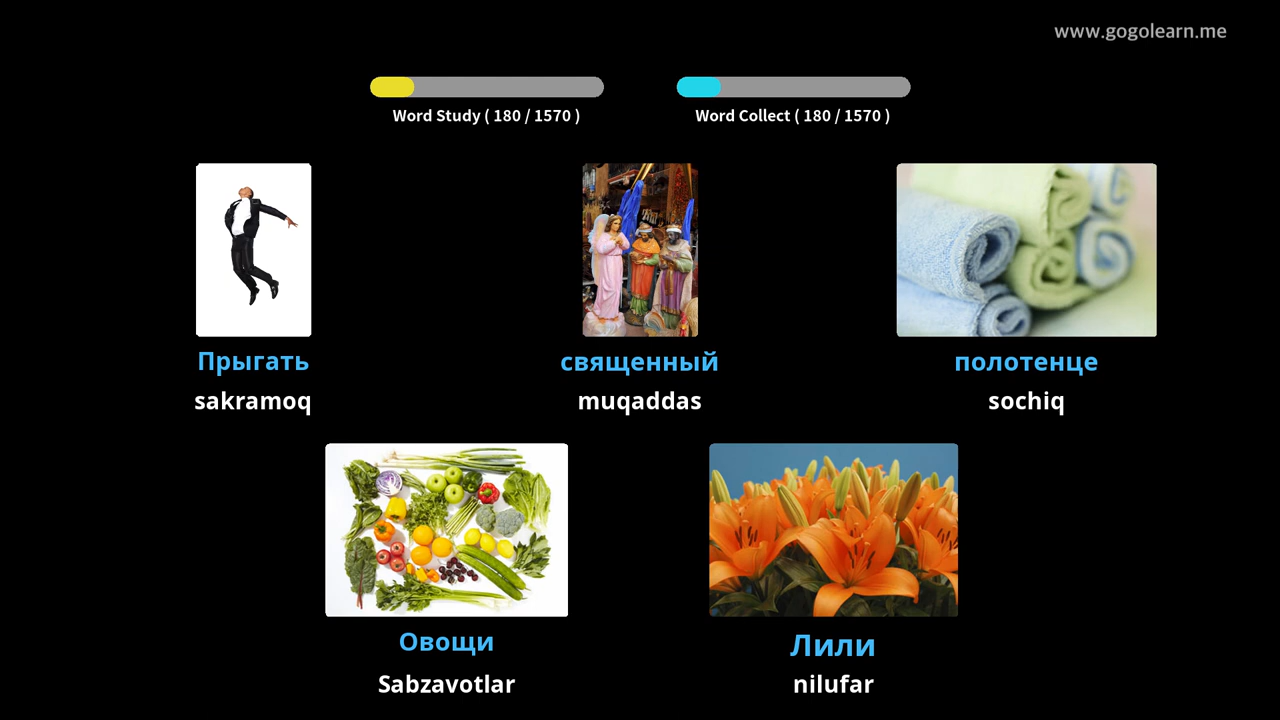 www.gogolearn.me
Word Study ( 180 / 1570 )
Word Collect ( 180 / 1570 )
Прыгать
sakramoq
священный
muqaddas
полотенце
sochiq
Овощи
Sabzavotlar
Лили
nilufar